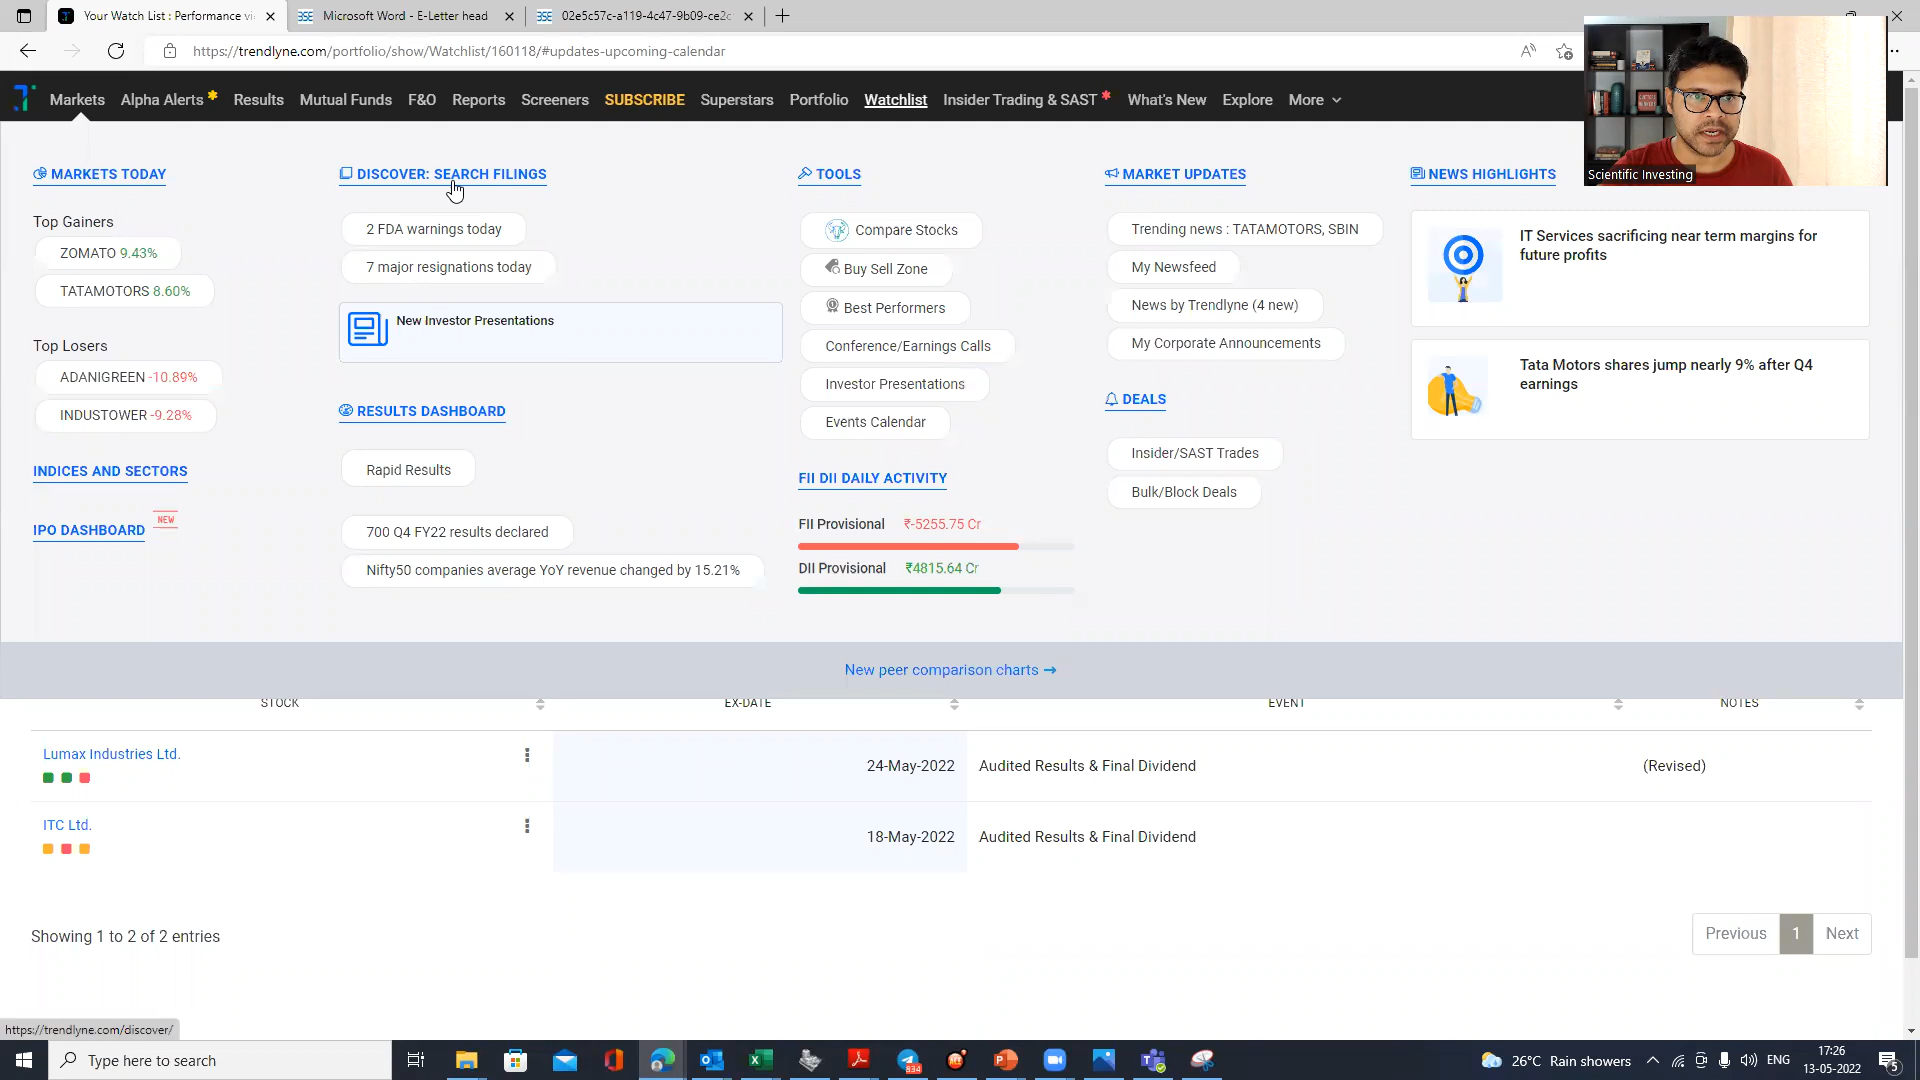 Your Watch List : Performance vi
Microsoft Word - E-Letter head
02e5c57c-a119-4c47-9b09-ce2c
https://trendlyne.com/portfolio/show/Watchlist/160118/#updates-upcoming-calendar
Markets Alpha Alerts Results Mutual Funds F&O Reports Screeners SUBSCRIBE Superstars Portfolio Watchlist Insider Trading & SAST * What's New Explore More
Scientific Investing
MARKETS TODAY
Top Gainers
ZOMATO 9.43%
TATAMOTORS 8.60%
Top Losers
ADANIGREEN -10.89%
INDUSTOWER -9.28%
INDICES AND SECTORS
IPO DASHBOARD NEW
DISCOVER: SEARCH FILINGS
2 FDA warnings today
7 major resignations today
New Investor Presentations
RESULTS DASHBOARD
Rapid Results
700 Q4 FY22 results declared
Nifty50 companies average YoY revenue changed by 15.21%
TOOLS
Compare Stocks
Buy Sell Zone
Best Performers
Conference/Earnings Calls
Investor Presentations
Events Calendar
FII DII DAILY ACTIVITY
FII Provisional ₹-5255.75 Cr
DII Provisional ₹4815.64 Cr
MARKET UPDATES
Trending news : TATAMOTORS, SBIN
My Newsfeed
News by Trendlyne (4 new)
My Corporate Announcements
DEALS
Insider/SAST Trades
Bulk/Block Deals
NEWS HIGHLIGHTS
IT Services sacrificing near term margins for
future profits
Tata Motors shares jump nearly 9% after Q4
earnings
New peer comparison charts →
STOCK EX-DATE EVENT NOTES
Lumax Industries Ltd. 24-May-2022 Audited Results & Final Dividend (Revised)
ITC Ltd. 18-May-2022 Audited Results & Final Dividend
Showing 1 to 2 of 2 entries
Previous 1 Next
https://trendlyne.com/discover/
Type here to search
834
26°C Rain showers
ENG
17:26
13-05-2022
5